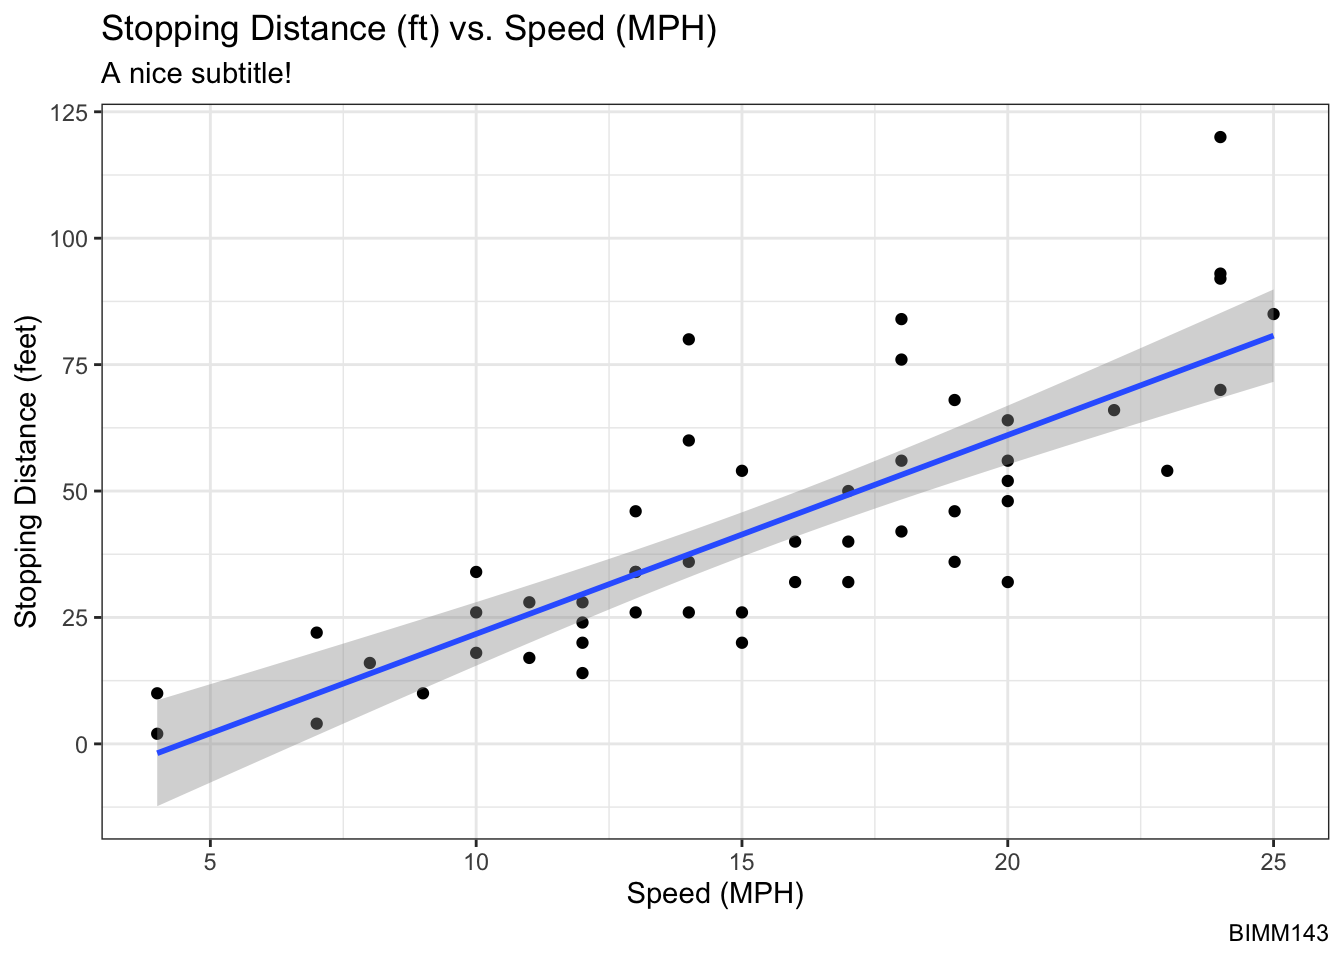 Stopping Distance (ft) vs. Speed (MPH)
A nice subtitle!
125
100
75
50
25
0
Stopping Distance (feet)
5 10 15 20 25
Speed (MPH)
BIMM143